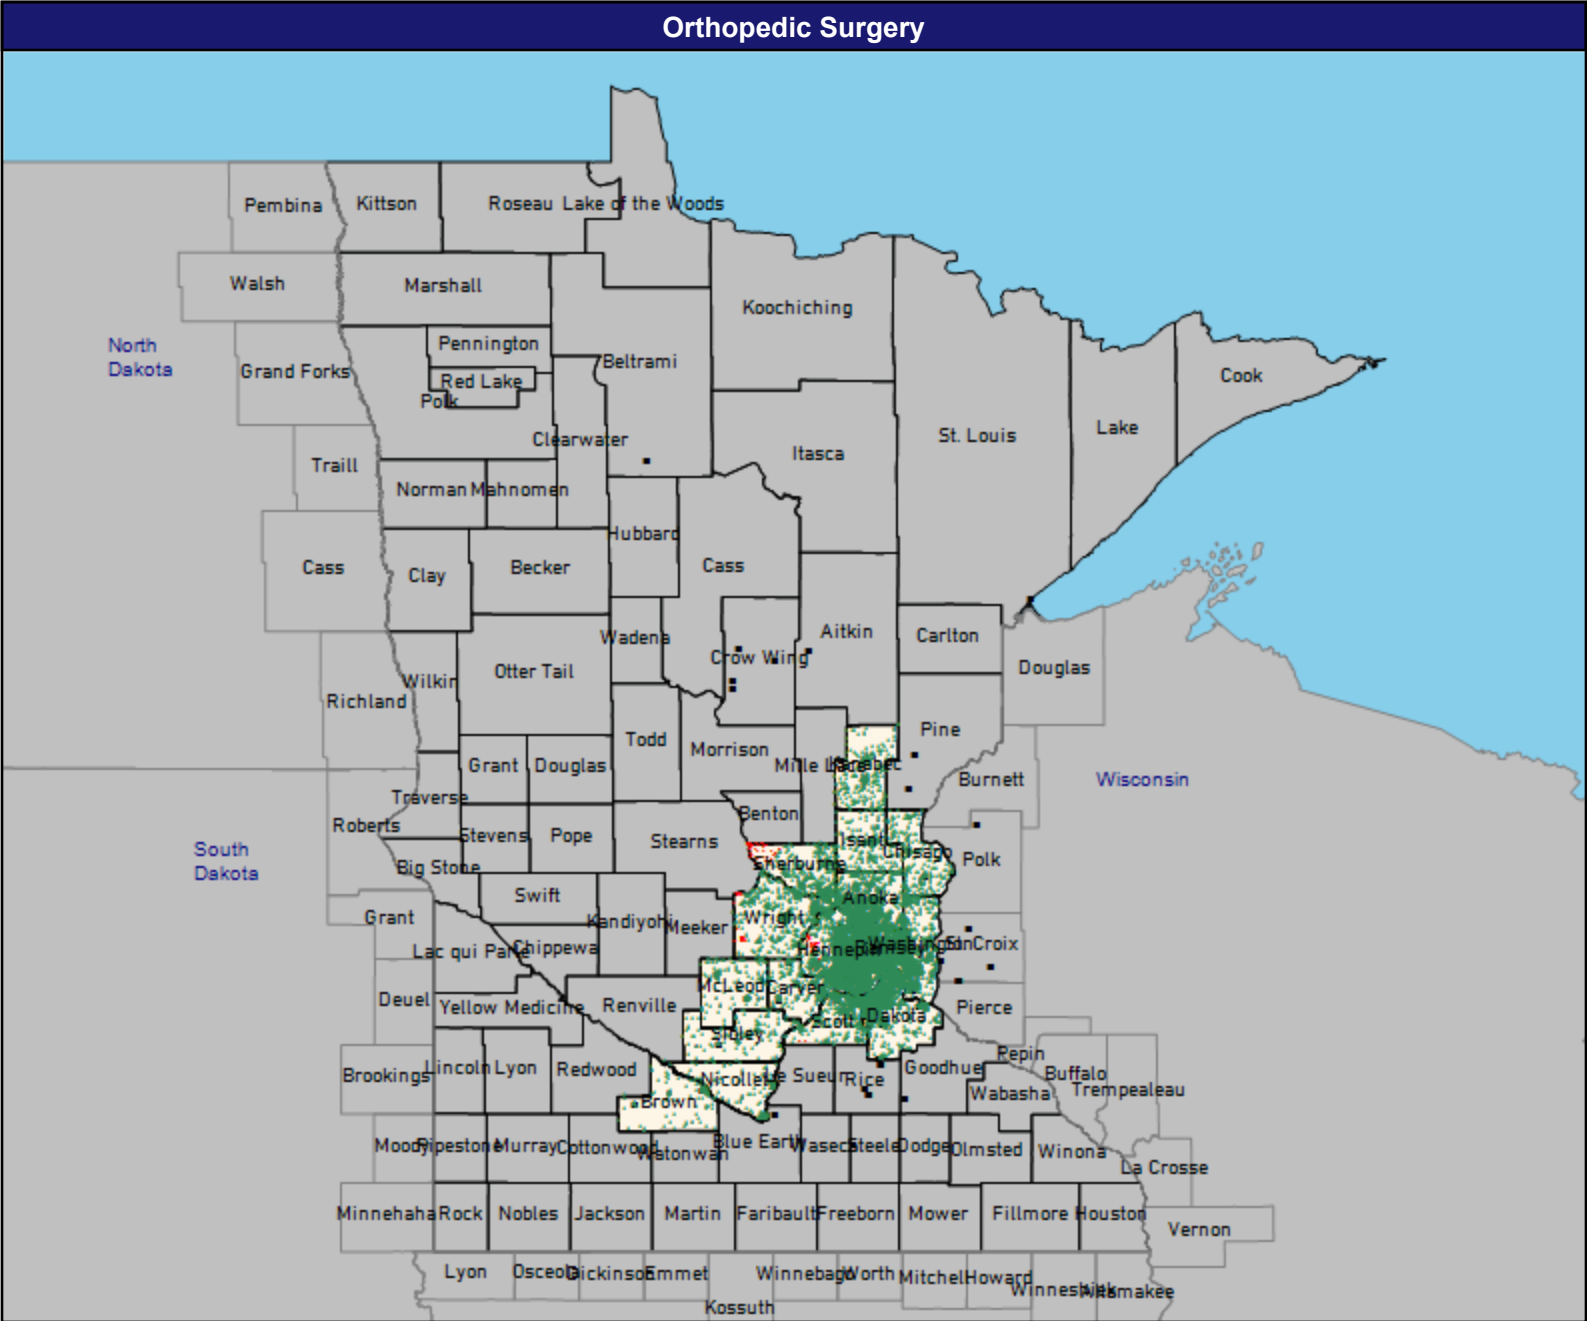 Orthopedic Surgery
Pembina
Kittson
Roseau
Lake of the Woods
Walsh
Marshall
Koochiching
North
Dakota
Pennington
Beltrami
Grand Forks
Red Lake
Polk
Cook
Clearwater
Lake
St. Louis
Itasca
Traill
Norman
Mahnomen
Hubbard
Cass
Clay
Becker
Cass
Wadena
Aitkin
Carlton
Crow Wing
Douglas
Otter Tail
Wilkin
Richland
Pine
Todd
Morrison
Mille Lacs
Kanabec
Grant
Douglas
Burnett
Wisconsin
Traverse
Benton
Roberts
Stevens
Pope
Stearns
Isanti
Chisago
Polk
South
Dakota
Big Stone
Sherburne
Swift
Anoka
Grant
Kandiyohi
Meeker
Wright
Lac qui Parle
Chippewa
Hennepin
Ramsey
Washington
St. Croix
McLeod
Carver
Deuel
Yellow Medicine
Renville
Pierce
Scott
Dakota
Sibley
Pepin
Brookings
Lincoln
Lyon
Redwood
Nicollet
Le Sueur
Rice
Goodhue
Buffalo
Trempealeau
Wabasha
Brown
Moody
Pipestone
Murray
Cottonwood
Watonwan
Blue Earth
Waseca
Steele
Dodge
Olmsted
Winona
La Crosse
Minnehaha
Rock
Nobles
Jackson
Martin
Faribault
Freeborn
Mower
Fillmore
Houston
Vernon
Lyon
Osceola
Dickinson
Emmet
Winnebago
Worth
Mitchell
Howard
Winneshiek
Allamakee
Kossuth